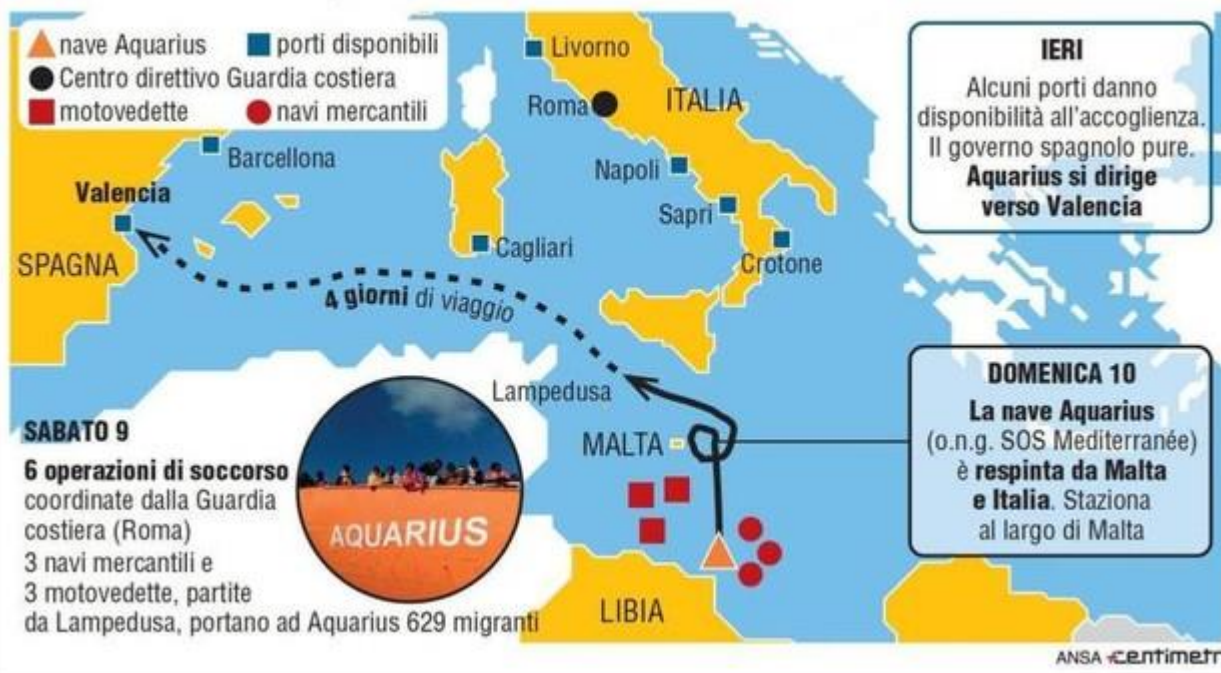 nave Aquarius
porti disponibili
Centro direttivo Guardia costiera
motovedette
navi mercantili
Livorno
Roma
ITALIA
Barcellona
Valencia
Napoli
Sapri
SPAGNA
Cagliari
Crotone
4 giorni di viaggio
Lampedusa
MALTA
LIBIA
IERI
Alcuni porti danno
disponibilità all'accoglienza.
Il governo spagnolo pure.
Aquarius si dirige
verso Valencia
DOMENICA 10
La nave Aquarius
(o.n.g. SOS Mediterranée)
è respinta da Malta
e Italia. Staziona
al largo di Malta
SABATO 9
6 operazioni di soccorso
coordinate dalla Guardia
costiera (Roma)
3 navi mercantili e
3 motovedette, partite
da Lampedusa, portano ad Aquarius 629 migranti
AQUARIUS
ANSA centimetr